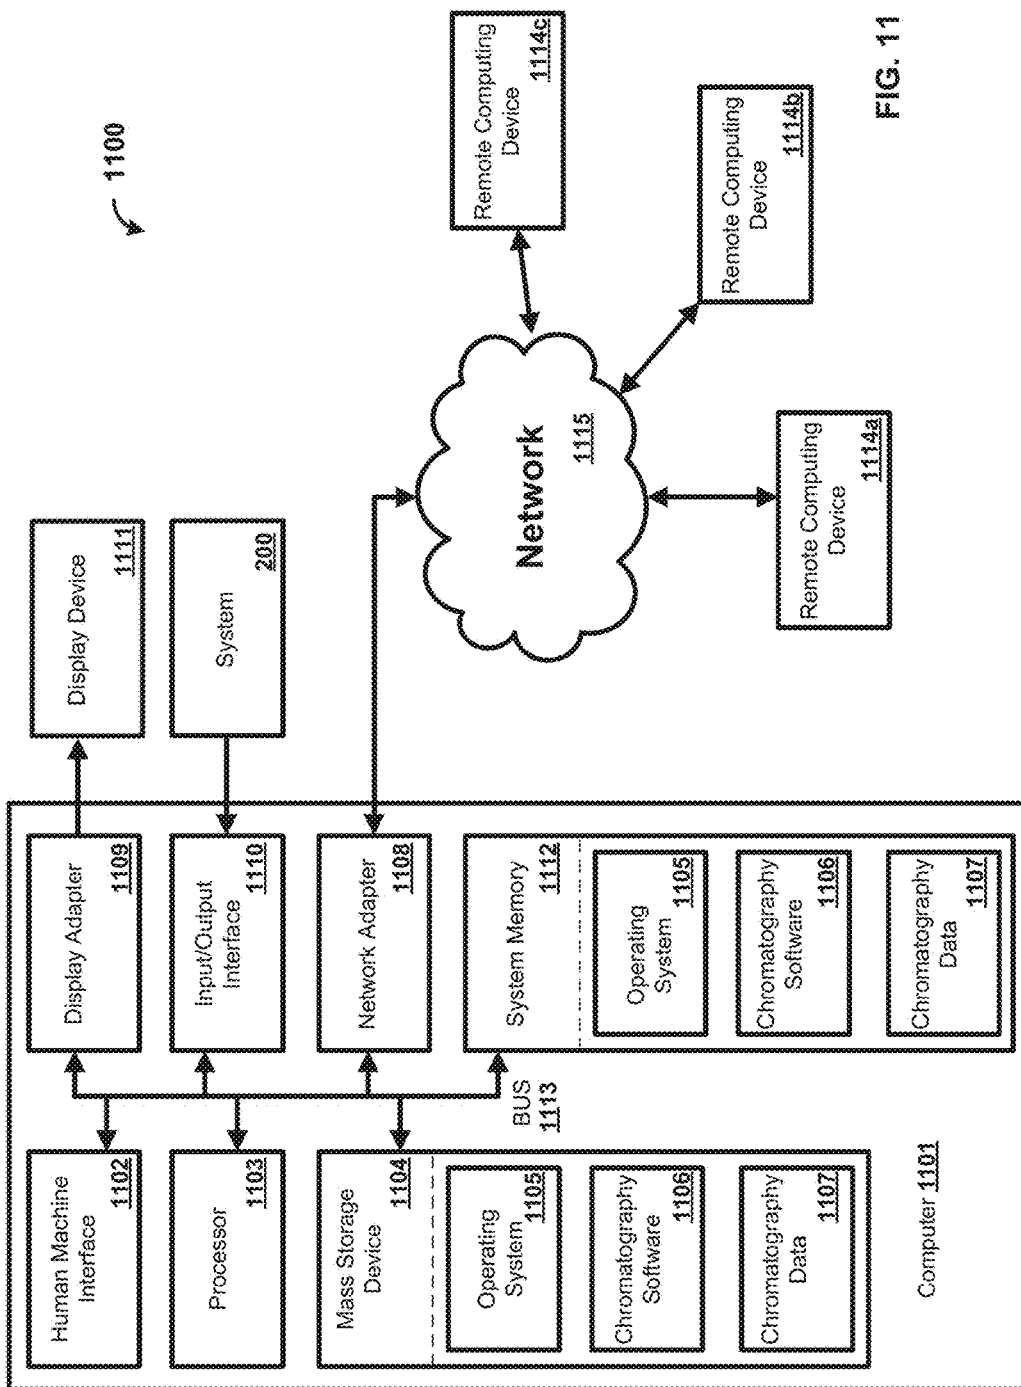 1100
Human Machine
Interface
1102
Processor
1103
Mass Storage
Device
1104
Operating
System
1105
Chromatography
Software
1106
Chromatography
Data
1107
Computer 1101
BUS
1113
Display Adapter
1109
Input/Output
Interface
1110
Network Adapter
1108
System Memory
1112
Operating
System
1105
Chromatography
Software
1106
Chromatography
Data
1107
Display Device
1111
System
200
Network
1115
Remote Computing
Device
1114a
Remote Computing
Device
1114b
Remote Computing
Device
1114c
FIG. 11